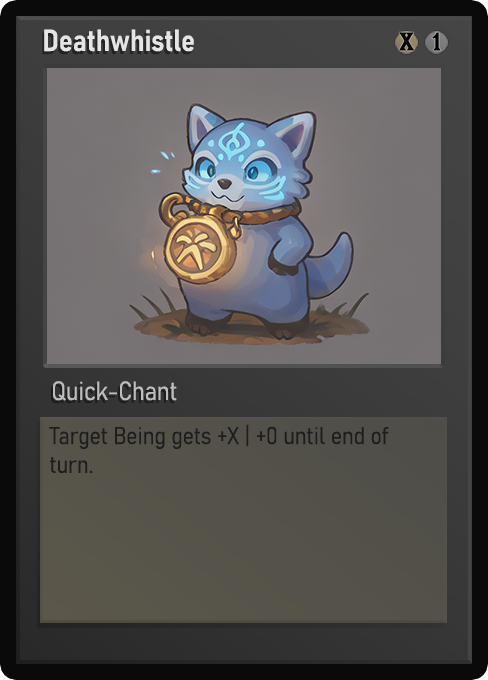 Deathwhistle X 1
Quick-Chant
Target Being gets +X | +0 until end of
turn.